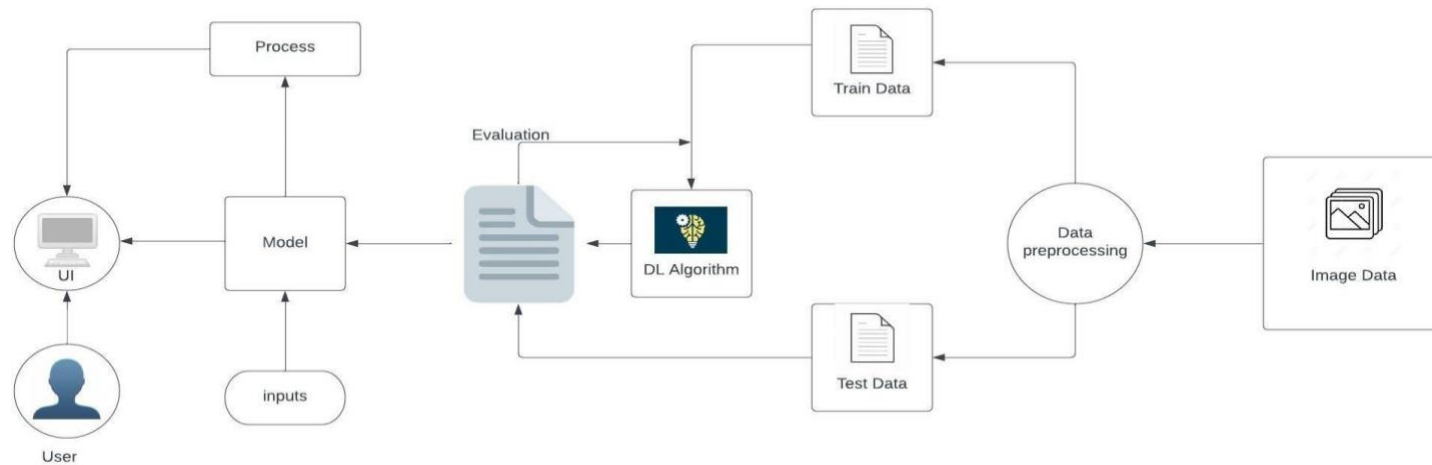 Process
Train Data
Evaluation
Model
DL Algorithm
Data
preprocessing
Image Data
UI
Test Data
inputs
User